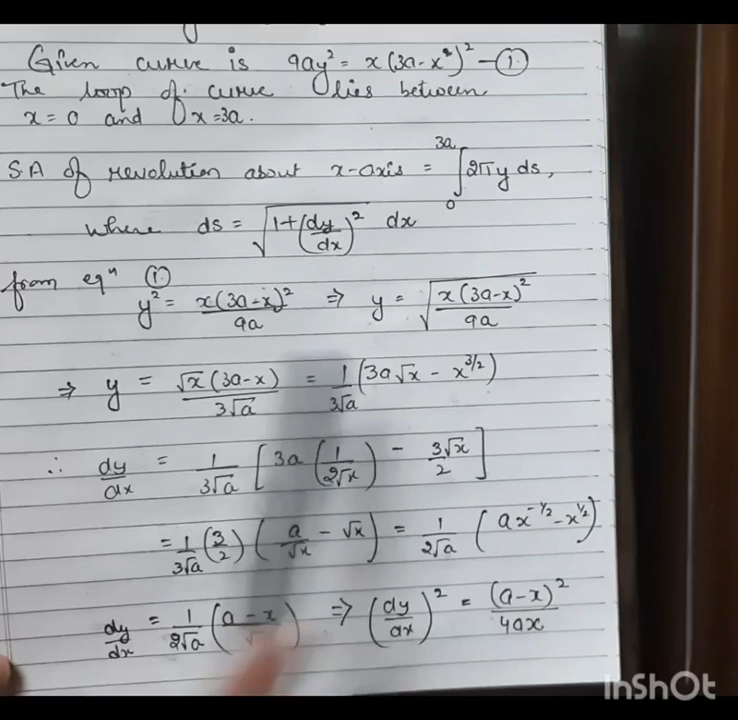 Given curve is 9ay² = x(3a-x²)² —①
The loop of curve lies between
x=0 and x=3a.
S.A of revolution about x-axis = ∫₀³ᵃ 2πy ds,
where ds = √(1+(dy/dx)²) dx
from eqⁿ ①
y² = x(3a-x)²/9a ⇒ y = √(x(3a-x)²/9a)
⇒ y = √x(3a-x)/3√a = 1/3√a (3a√x - x^3/2)
∴ dy/dx = 1/3√a [3a(1/2√x) - 3√x/2]
= 1/3√a (3/2) (a/√x - √x) = 1/2√a (ax^-1/2 - x^1/2)
dy/dx = 1/2√a (a-x/√) ⇒ (dy/dx)² = (a-x)²/4ax
InShOt